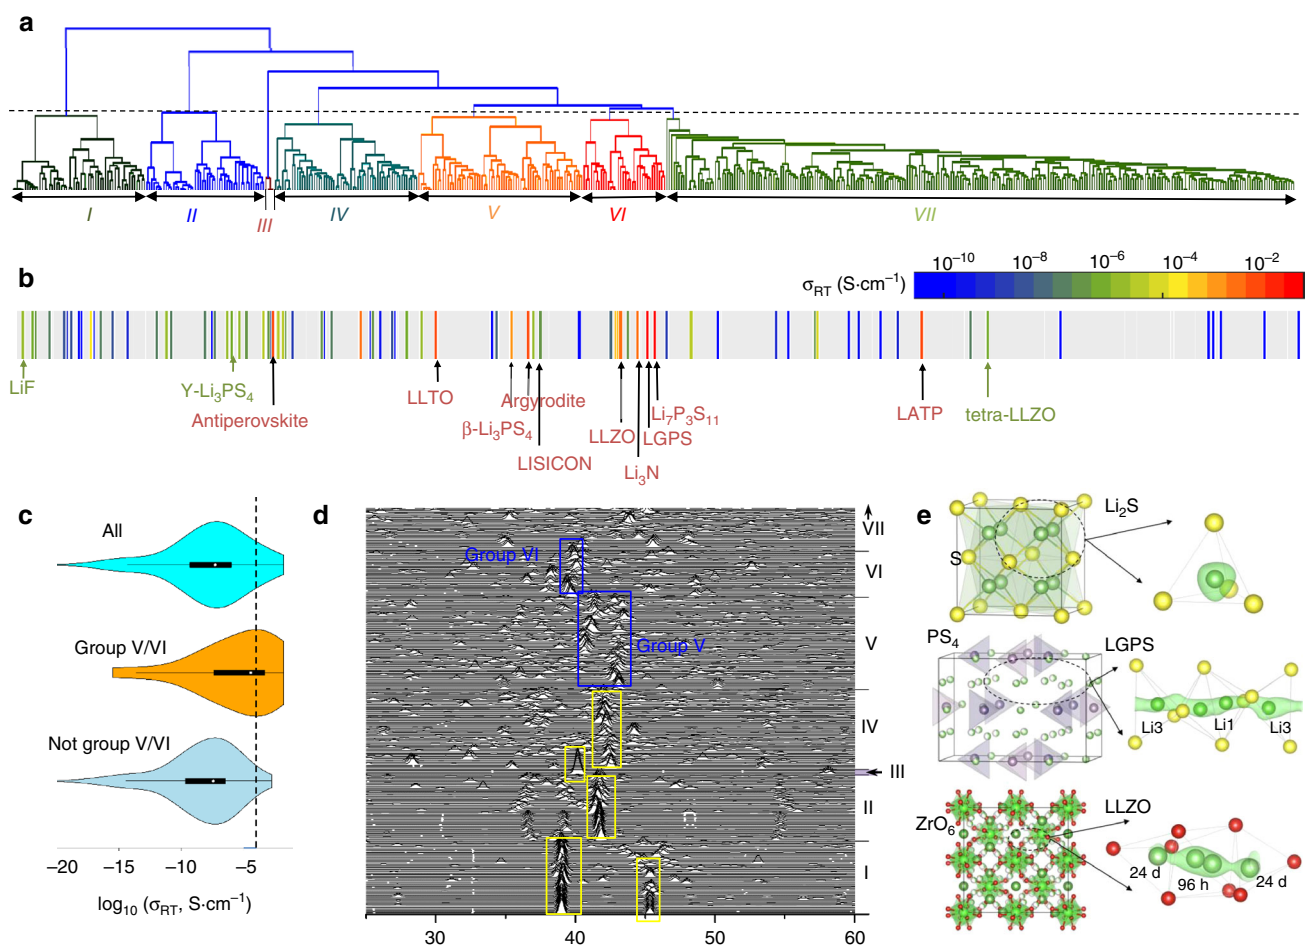 a
I II III IV V VI VII
b
σRT (S·cm⁻¹)
10⁻¹⁰ 10⁻⁸ 10⁻⁶ 10⁻⁴ 10⁻²
LiF
Υ-Li₃PS₄
Antiperovskite
LLTO
Argyrodite
β-Li₃PS₄
LISICON
LLZO
Li₃N
LGPS
Li₇P₃S₁₁
LATP
tetra-LLZO
c
All
Group V/VI
Not group V/VI
−20 −15 −10 −5
log₁₀ (σRT, S·cm⁻¹)
d
Group VI
Group V
VII
VI
V
IV
III
II
I
30 40 50 60
e
Li₂S
S
PS₄
LGPS
Li3 Li1 Li3
ZrO₆
LLZO
24 d 96 h 24 d